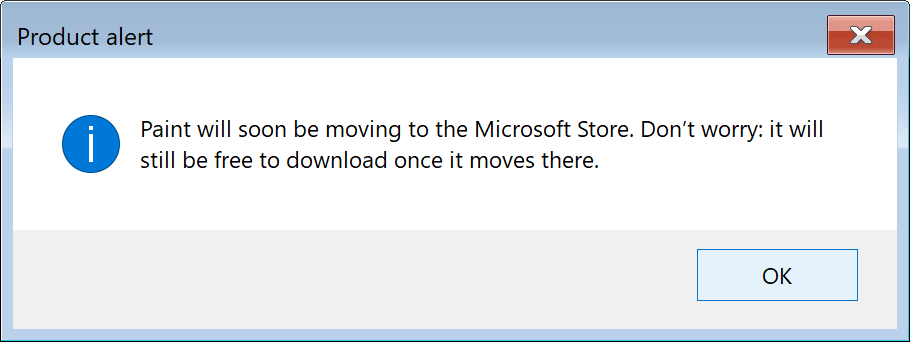 Product alert
Paint will soon be moving to the Microsoft Store. Don’t worry: it will
still be free to download once it moves there.
OK